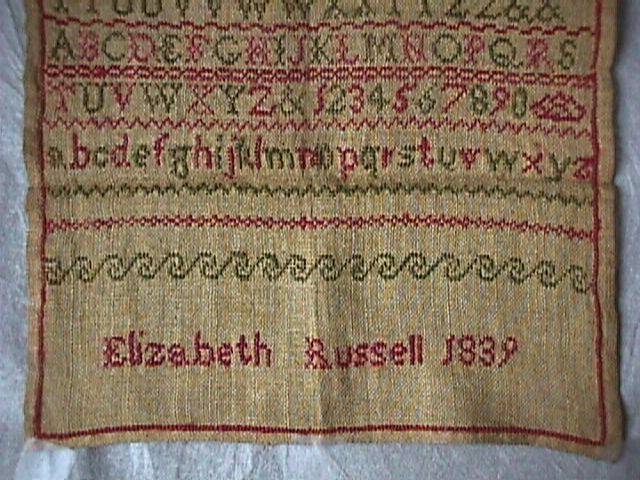 ABCDEFGHIJKLMNOPQRS
TUVWXYZ&1234567890
abcdefghijklmnopqrstuvwxyz
Elizabeth Russell 1839